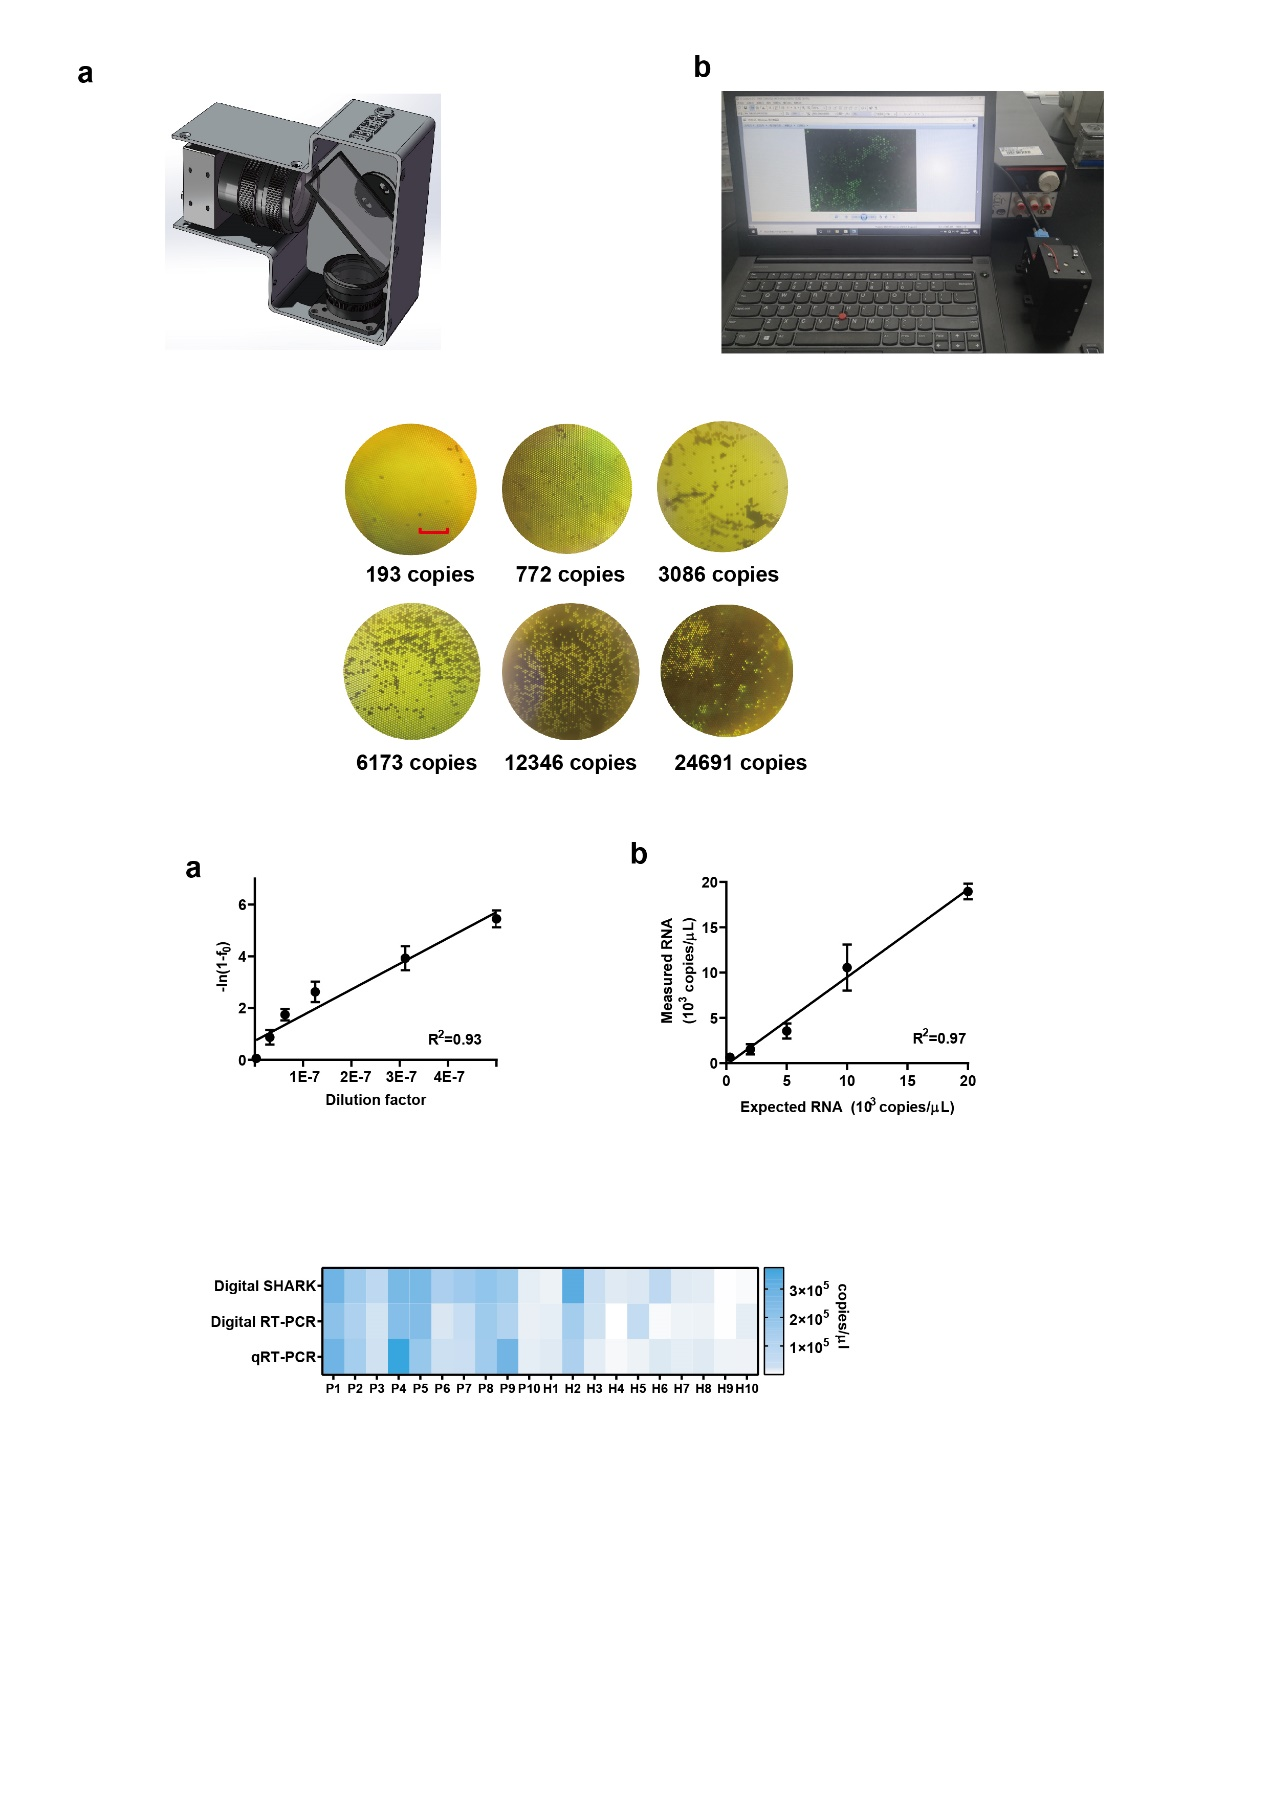 a
b
193 copies
772 copies
3086 copies
6173 copies
12346 copies
24691 copies
a
-ln(1-f₀)
6
4
2
0
R²=0.93
1E-7
2E-7
3E-7
4E-7
Dilution factor
b
Measured RNA
(10³ copies/µL)
20
15
10
5
0
R²=0.97
0
5
10
15
20
Expected RNA (10³ copies/µL)
Digital SHARK
Digital RT-PCR
qRT-PCR
P1 P2 P3 P4 P5 P6 P7 P8 P9 P10 H1 H2 H3 H4 H5 H6 H7 H8 H9 H10
3×10⁵
2×10⁵
1×10⁵
copies/µl